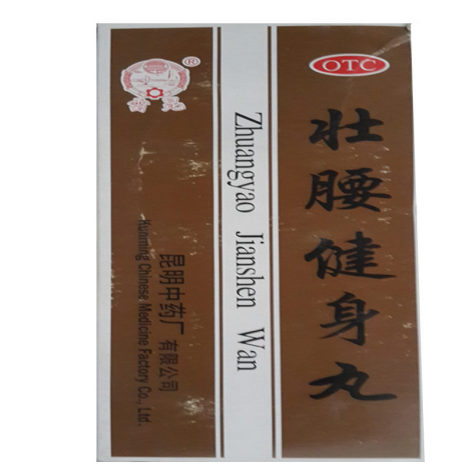 OTC
壮腰健身丸
Zhuangyao Jianshen Wan
®
昆明中药厂有限公司
Kunming Chinese Medicine Factory Co., Ltd.